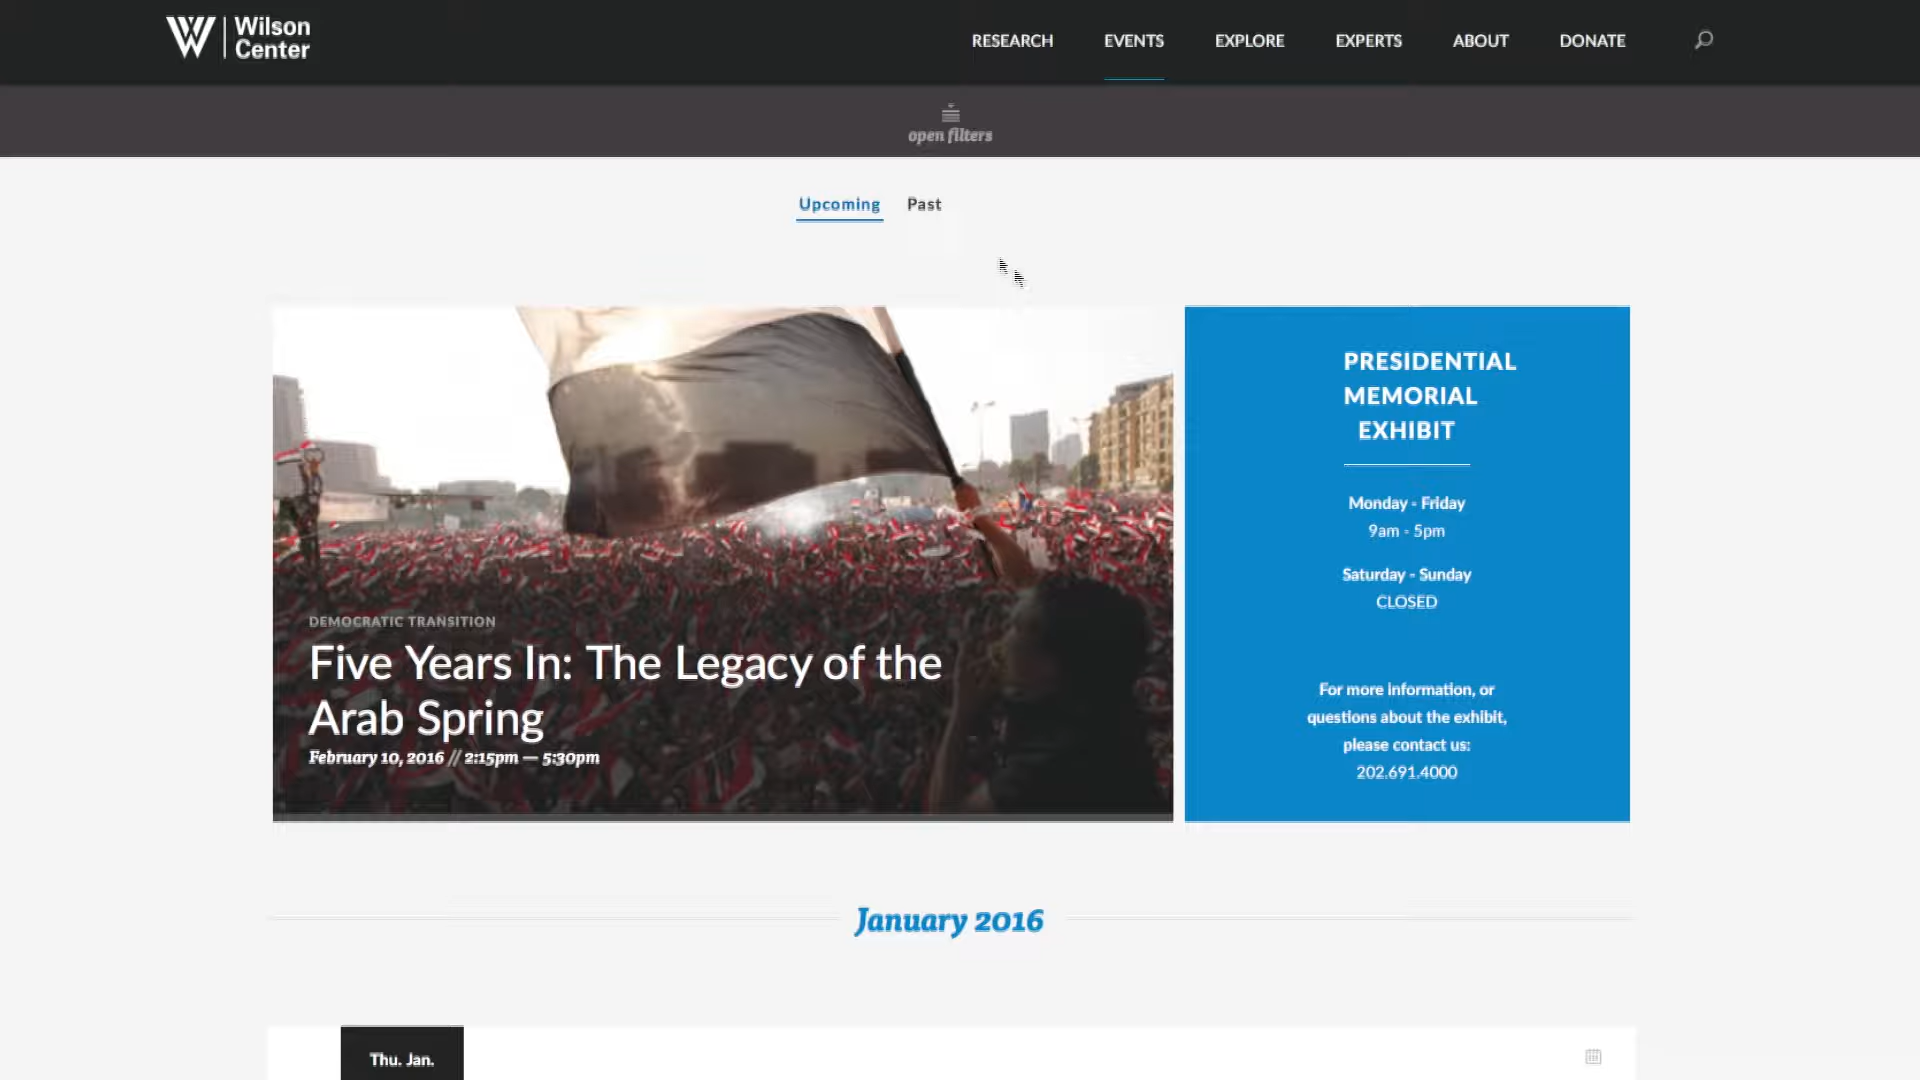 Wilson
Center
RESEARCH EVENTS EXPLORE EXPERTS ABOUT DONATE
open filters
Upcoming Past
DEMOCRATIC TRANSITION
Five Years In: The Legacy of the
Arab Spring
February 10, 2016 // 2:15pm — 5:30pm
PRESIDENTIAL
MEMORIAL
EXHIBIT
Monday - Friday
9am - 5pm
Saturday - Sunday
CLOSED
For more information, or
questions about the exhibit,
please contact us:
202.691.4000
January 2016
Thu. Jan.